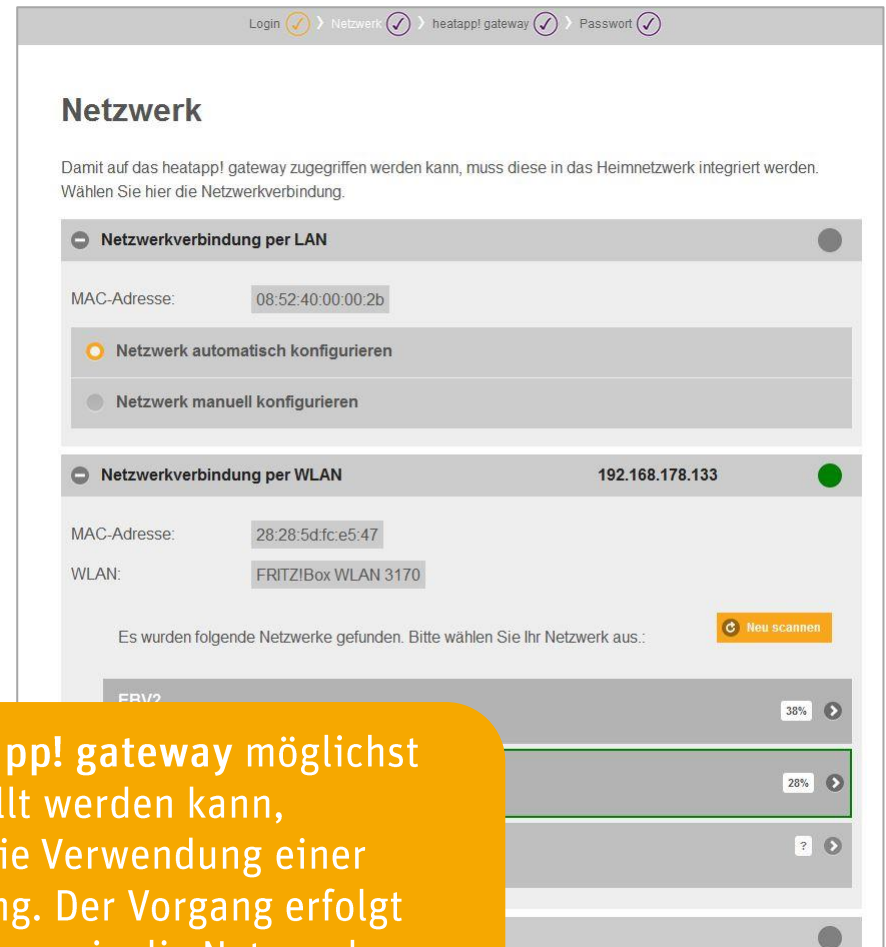 Login > Netzwerk > heatapp! gateway > Passwort
Netzwerk
Damit auf das heatapp! gateway zugegriffen werden kann, muss diese in das Heimnetzwerk integriert werden.
Wählen Sie hier die Netzwerkverbindung.
Netzwerkverbindung per LAN
MAC-Adresse: 08:52:40:00:00:2b
Netzwerk automatisch konfigurieren
Netzwerk manuell konfigurieren
Netzwerkverbindung per WLAN 192.168.178.133
MAC-Adresse: 28:28:5d:fc:e5:47
WLAN: FRITZ!Box WLAN 3170
Es wurden folgende Netzwerke gefunden. Bitte wählen Sie Ihr Netzwerk aus.: Neu scannen
EBV2
38%
28%
?
pp! gateway möglichst
llt werden kann,
ie Verwendung einer
ng. Der Vorgang erfolgt